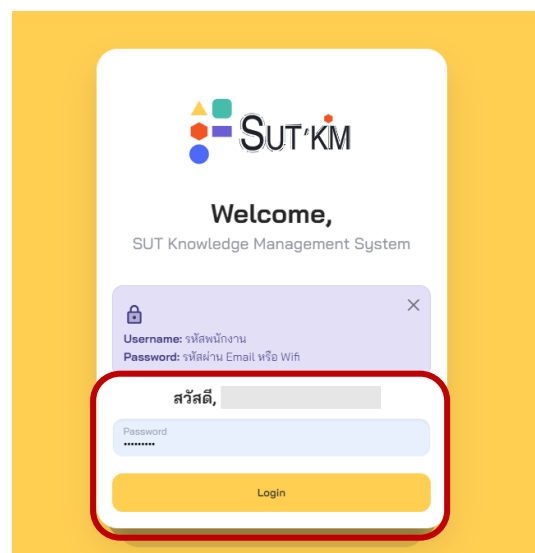 SUT'KM
Welcome,
SUT Knowledge Management System
Username: รหัสพนักงาน
Password: รหัสผ่าน Email หรือ Wifi
สวัสดี,
Password
•••••••••
Login